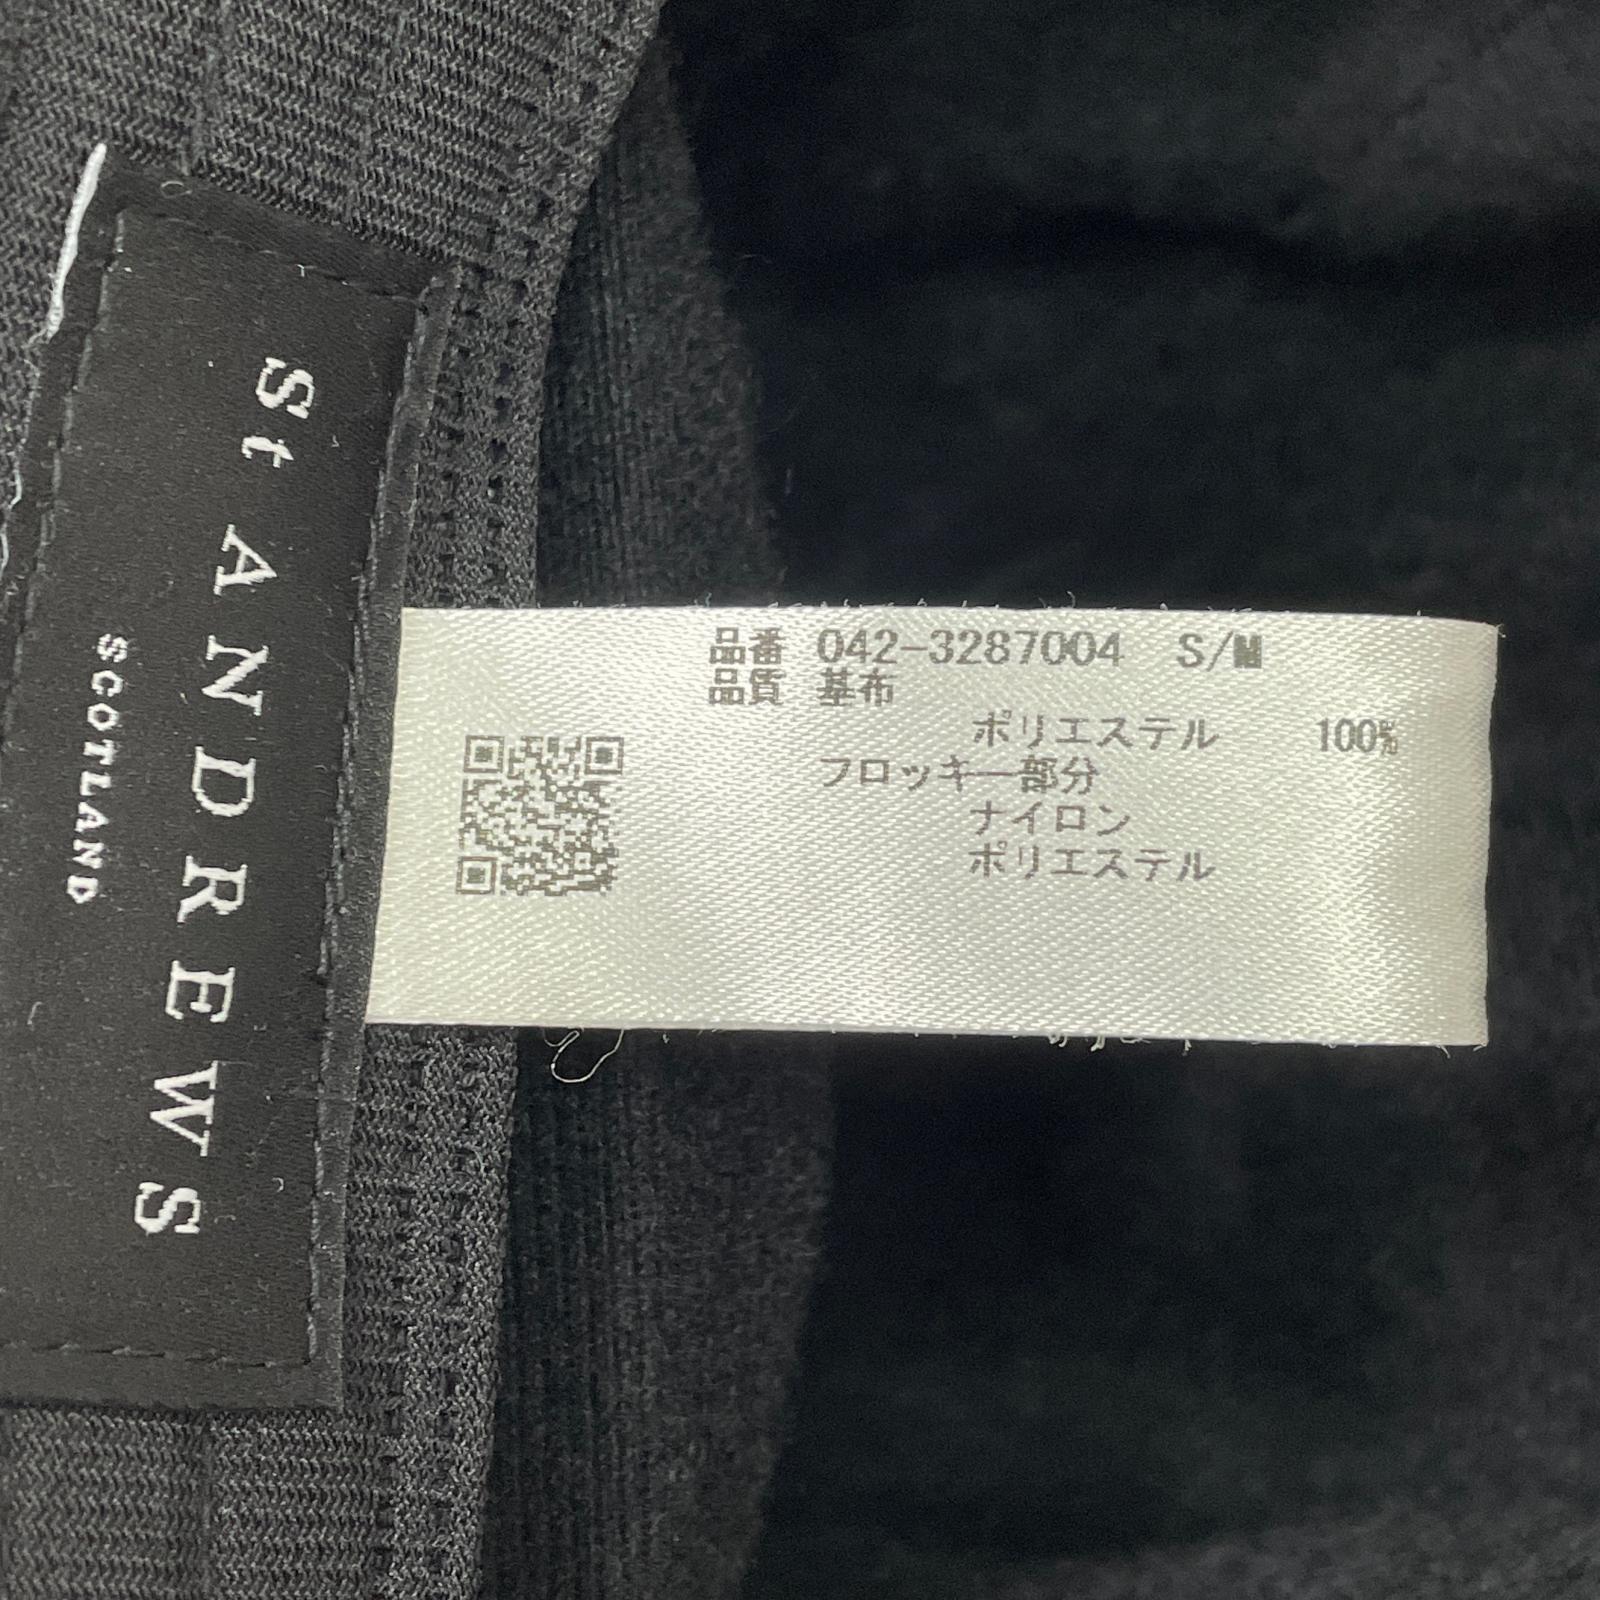 St ANDREWS
SCOTLAND
品番 042-3287004 S/M
品質 基布
ポリエステル 100%
フロッキー部分
ナイロン
ポリエステル